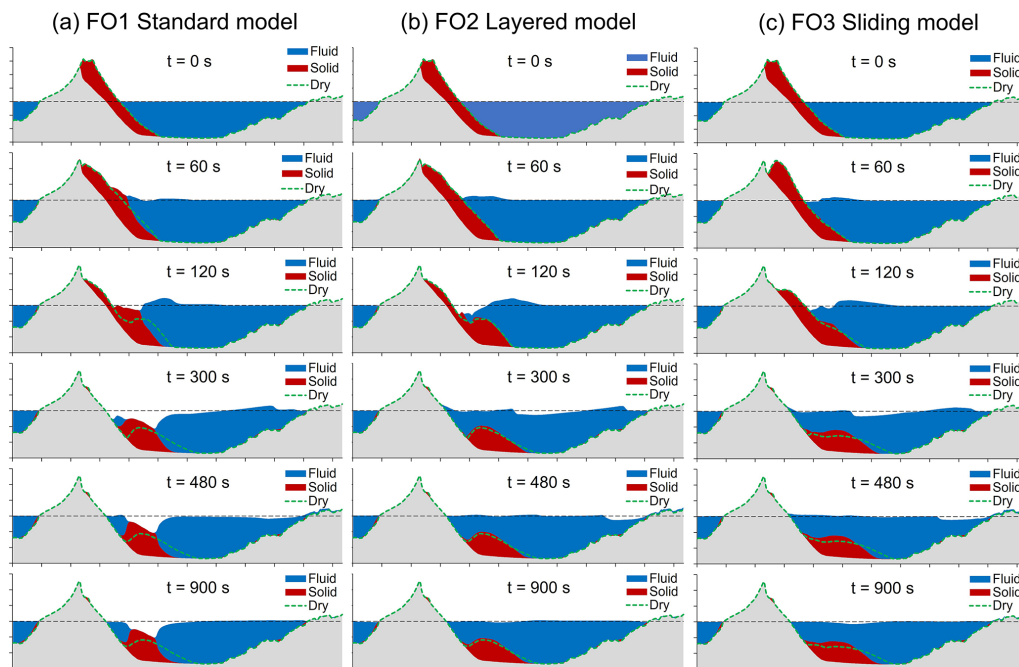 (a) FO1 Standard model
(b) FO2 Layered model
(c) FO3 Sliding model
t = 0 s
Fluid
Solid
Dry
t = 0 s
Fluid
Solid
Dry
t = 0 s
Fluid
Solid
Dry
t = 60 s
Fluid
Solid
Dry
t = 60 s
Fluid
Solid
Dry
t = 60 s
Fluid
Solid
Dry
t = 120 s
Fluid
Solid
Dry
t = 120 s
Fluid
Solid
Dry
t = 120 s
Fluid
Solid
Dry
t = 300 s
Fluid
Solid
Dry
t = 300 s
Fluid
Solid
Dry
t = 300 s
Fluid
Solid
Dry
t = 480 s
Fluid
Solid
Dry
t = 480 s
Fluid
Solid
Dry
t = 480 s
Fluid
Solid
Dry
t = 900 s
Fluid
Solid
Dry
t = 900 s
Fluid
Solid
Dry
t = 900 s
Fluid
Solid
Dry